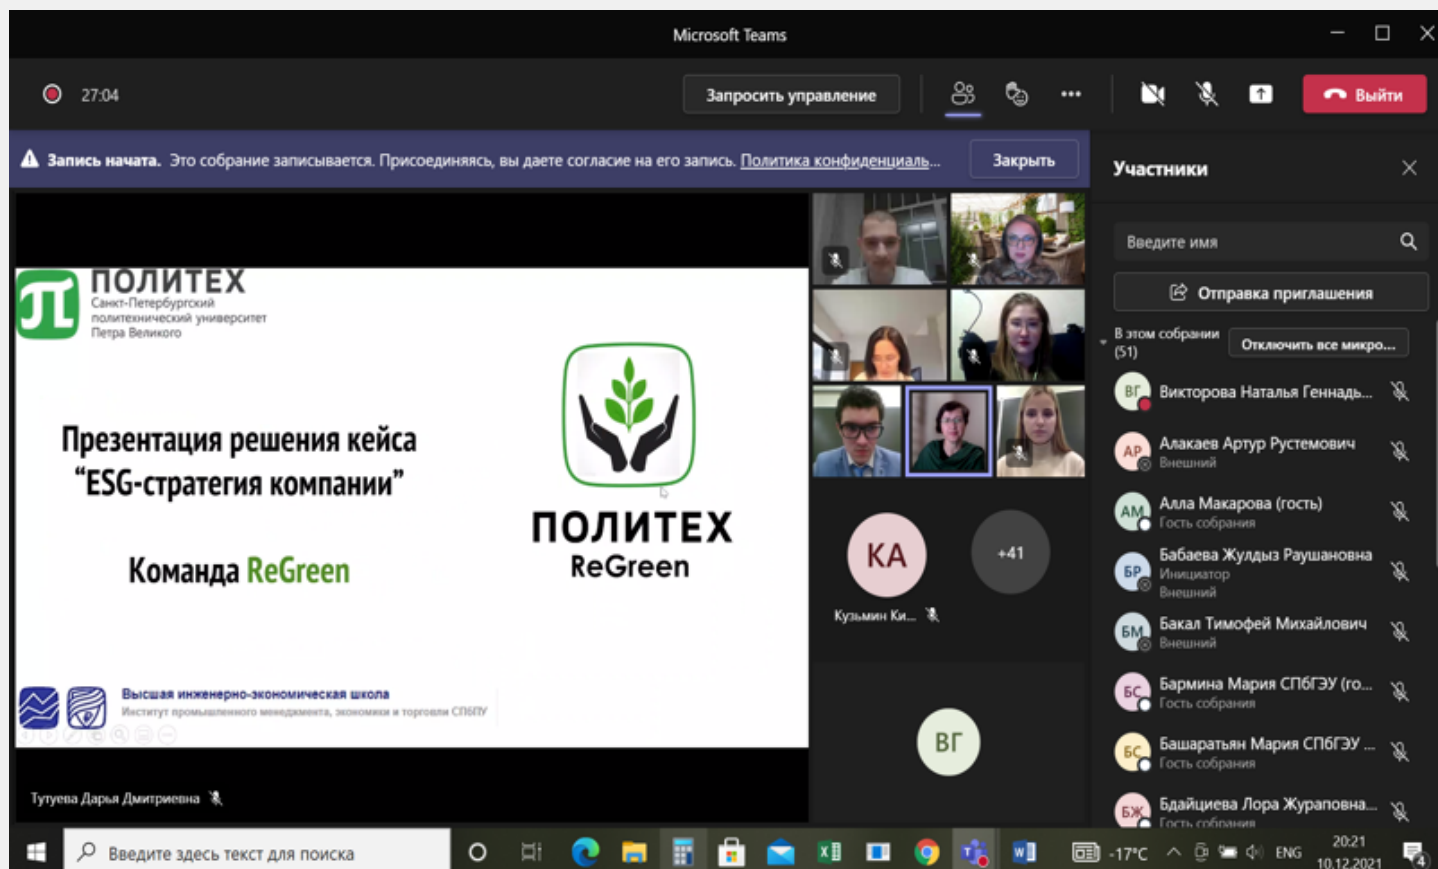 Microsoft Teams
27:04
Запросить управление
Выйти
Запись начата. Это собрание записывается. Присоединяясь, вы даете согласие на его запись. Политика конфиденциаль...
Закрыть
π
ПОЛИТЕХ
Санкт-Петербургский
политехнический университет
Петра Великого
Презентация решения кейса
“ESG-стратегия компании”
Команда ReGreen
ПОЛИТЕХ
ReGreen
Высшая инженерно-экономическая школа
Институт промышленного менеджмента, экономики и торговли СПбПУ
Тутуева Дарья Дмитриевна
КА
Кузьмин Ки...
+41
ВГ
Участники
Введите имя
Отправка приглашения
В этом собрании
(51)
Отключить все микро...
ВГ
Викторова Наталья Геннадь...
АР
Алакаев Артур Рустемович
Внешний
АМ
Алла Макарова (гость)
Гость собрания
БР
Бабаева Жулдыз Раушановна
Инициатор
Внешний
БМ
Бакал Тимофей Михайлович
Внешний
БС
Бармина Мария СПбГЭУ (го...
Гость собрания
БС
Башаратьян Мария СПбГЭУ ...
Гость собрания
БЖ
Бдайциева Лора Жураповна...
Гость собрания
Введите здесь текст для поиска
-17°C
ENG
20:21
10.12.2021
4